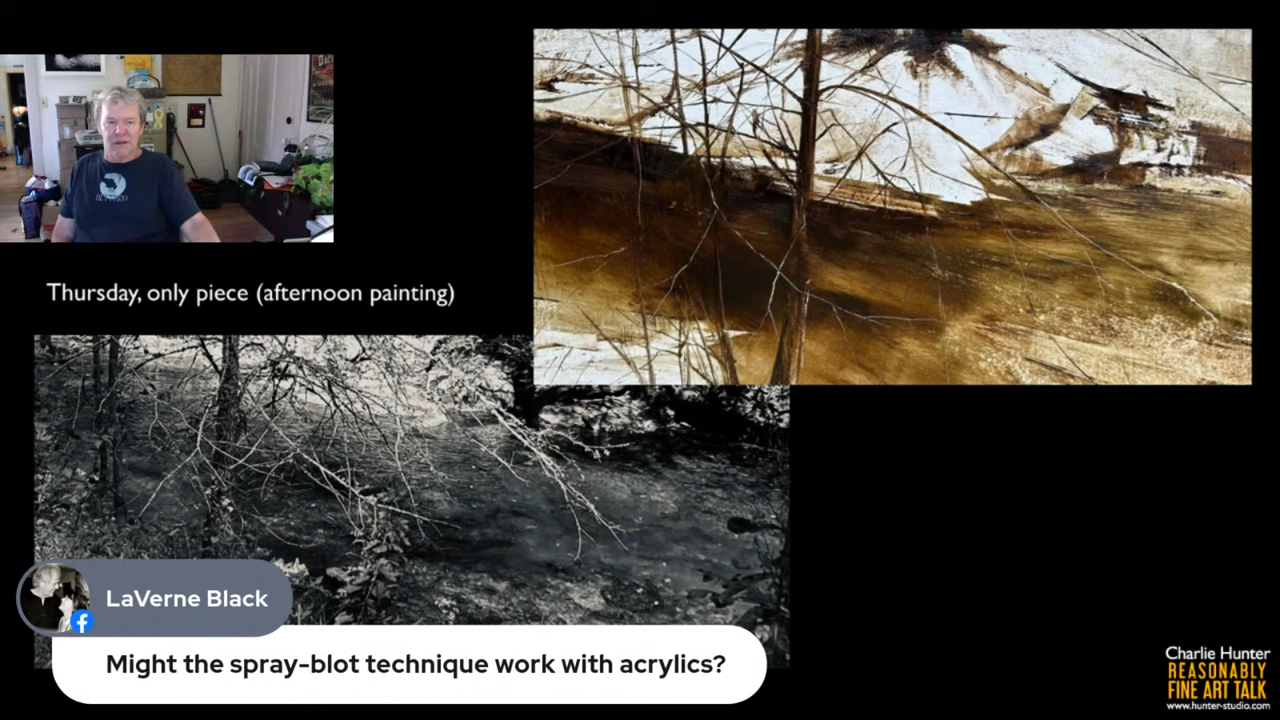 Thursday, only piece (afternoon painting)
LaVerne Black
Might the spray-blot technique work with acrylics?
Charlie Hunter
REASONABLY
FINE ART TALK
www.hunter-studio.com